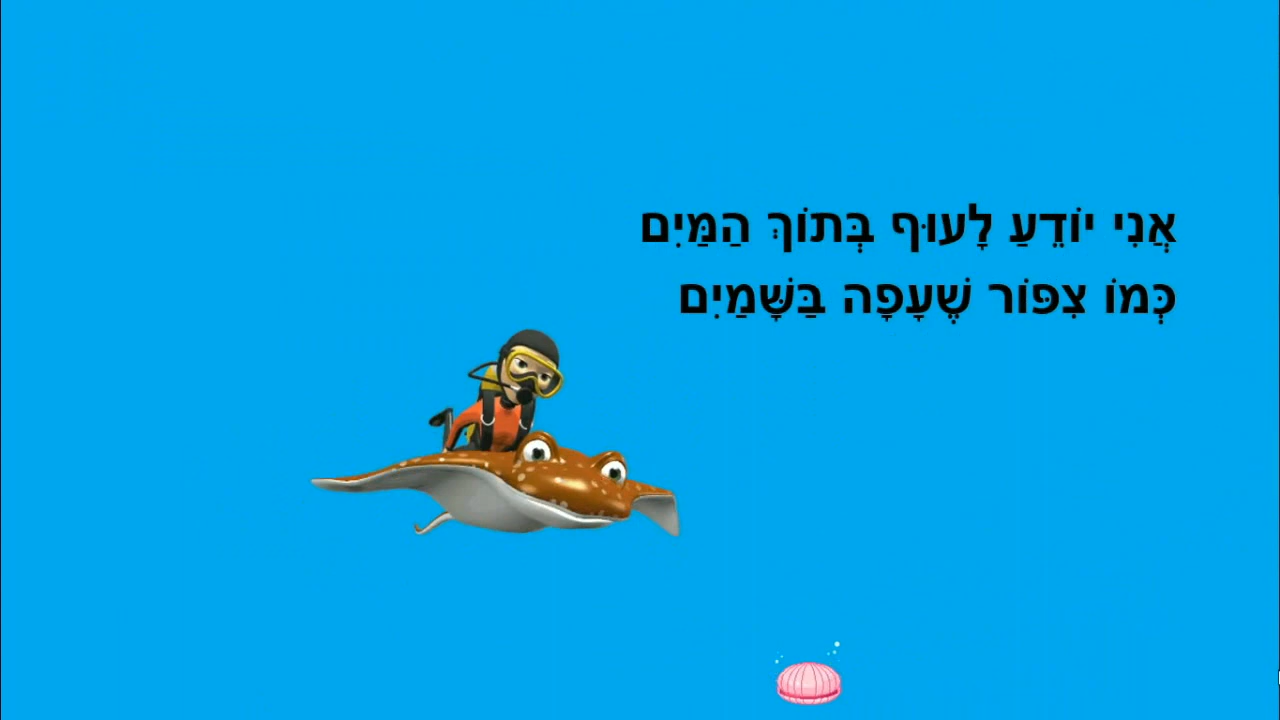 אֲנִי יוֹדֵעַ לָעוּף בְּתוֹךְ הַמַּיִם
כְּמוֹ צִפּוֹר שֶׁעָפָה בַּשָּׁמַיִם